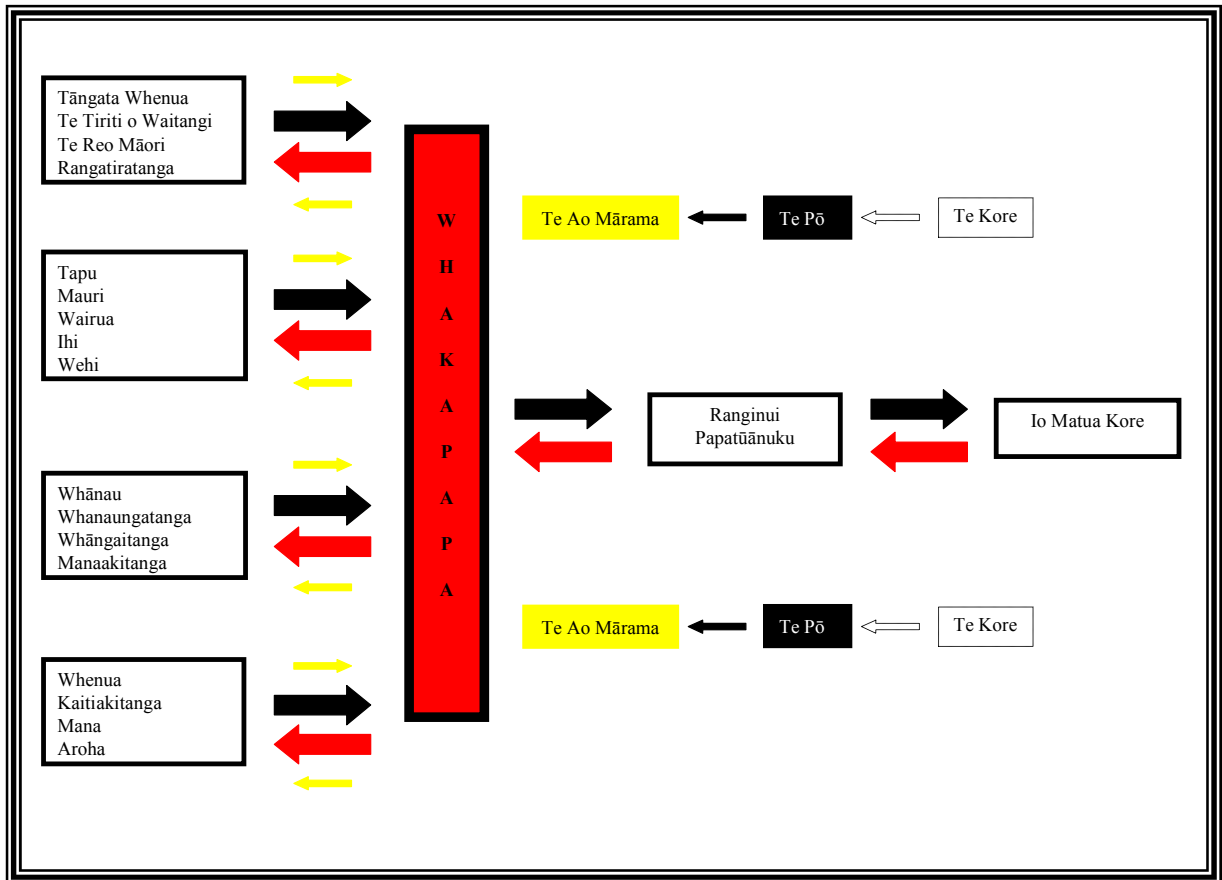 Tāngata Whenua
Te Tiriti o Waitangi
Te Reo Māori
Rangatiratanga
Tapu
Mauri
Wairua
Ihi
Wehi
Whānau
Whanaungatanga
Whāngaitanga
Manaakitanga
Whenua
Kaitiakitanga
Mana
Aroha
W
H
A
K
A
P
A
P
A
Te Ao Mārama
Te Pō
Te Kore
Ranginui
Papatūānuku
Io Matua Kore
Te Ao Mārama
Te Pō
Te Kore